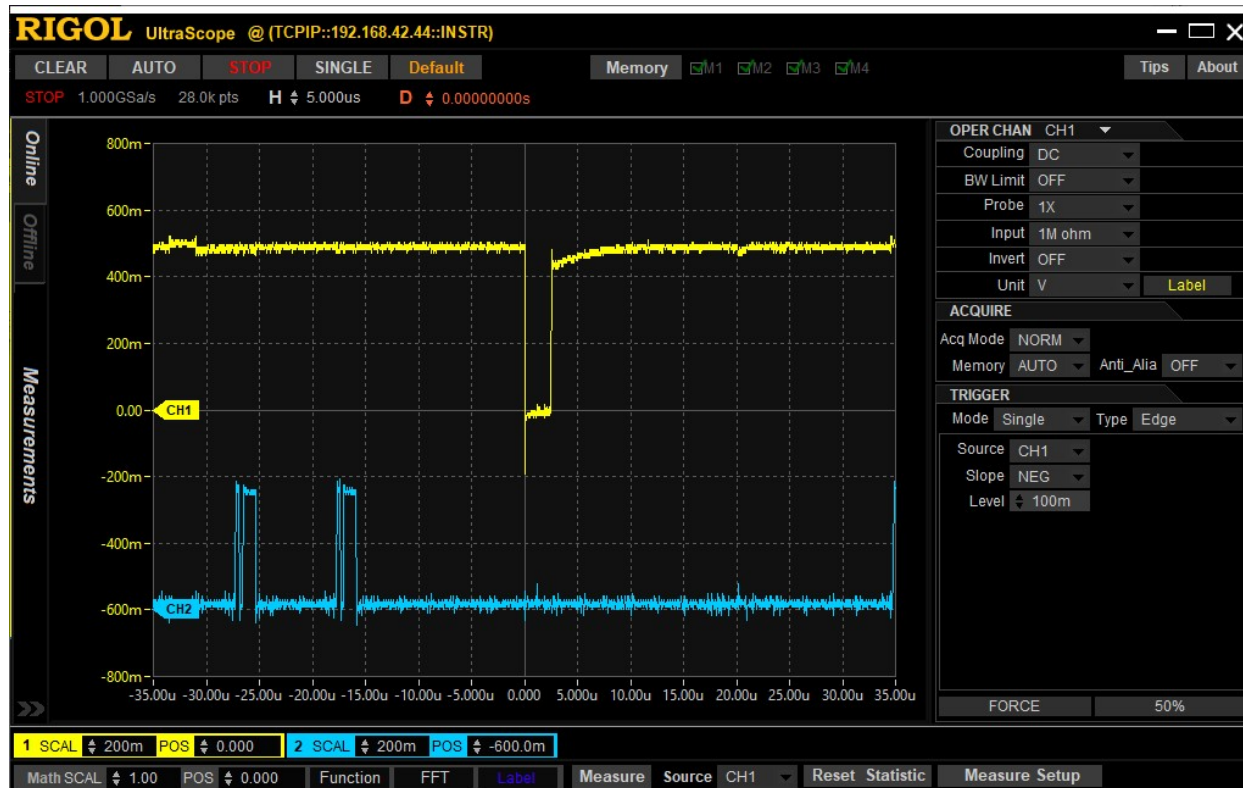 RIGOL UltraScope @ (TCPIP::192.168.42.44::INSTR)
CLEAR AUTO STOP SINGLE Default Memory M1 M2 M3 M4 Tips About
STOP 1.000GSa/s 28.0k pts H 5.000us D 0.00000000s
Online
Offline
Measurements
800m
600m
400m
200m
0.00 CH1
-200m
-400m
-600m CH2
-800m
-35.00u -30.00u -25.00u -20.00u -15.00u -10.00u -5.000u 0.000 5.000u 10.00u 15.00u 20.00u 25.00u 30.00u 35.00u
OPER CHAN CH1
Coupling DC
BW Limit OFF
Probe 1X
Input 1M ohm
Invert OFF
Unit V Label
ACQUIRE
Acq Mode NORM
Memory AUTO Anti_Alia OFF
TRIGGER
Mode Single Type Edge
Source CH1
Slope NEG
Level 100m
FORCE 50%
1 SCAL 200m POS 0.000 2 SCAL 200m POS -600.0m
Math SCAL 1.00 POS 0.000 Function FFT Label Measure Source CH1 Reset Statistic Measure Setup